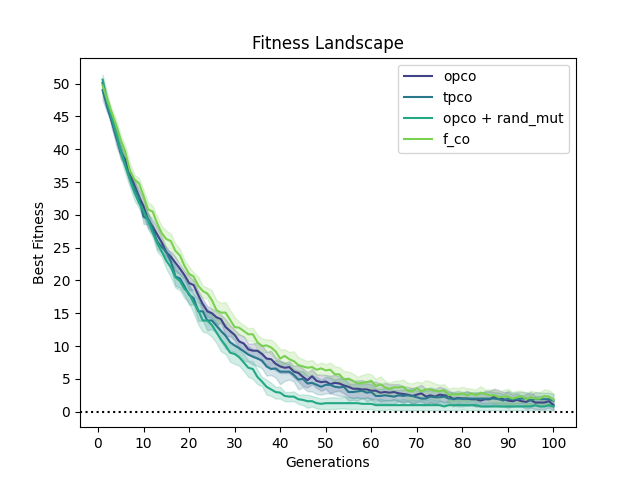 Fitness Landscape
Best Fitness
50
45
40
35
30
25
20
15
10
5
0
opco
tpco
opco + rand_mut
f_co
0 10 20 30 40 50 60 70 80 90 100
Generations